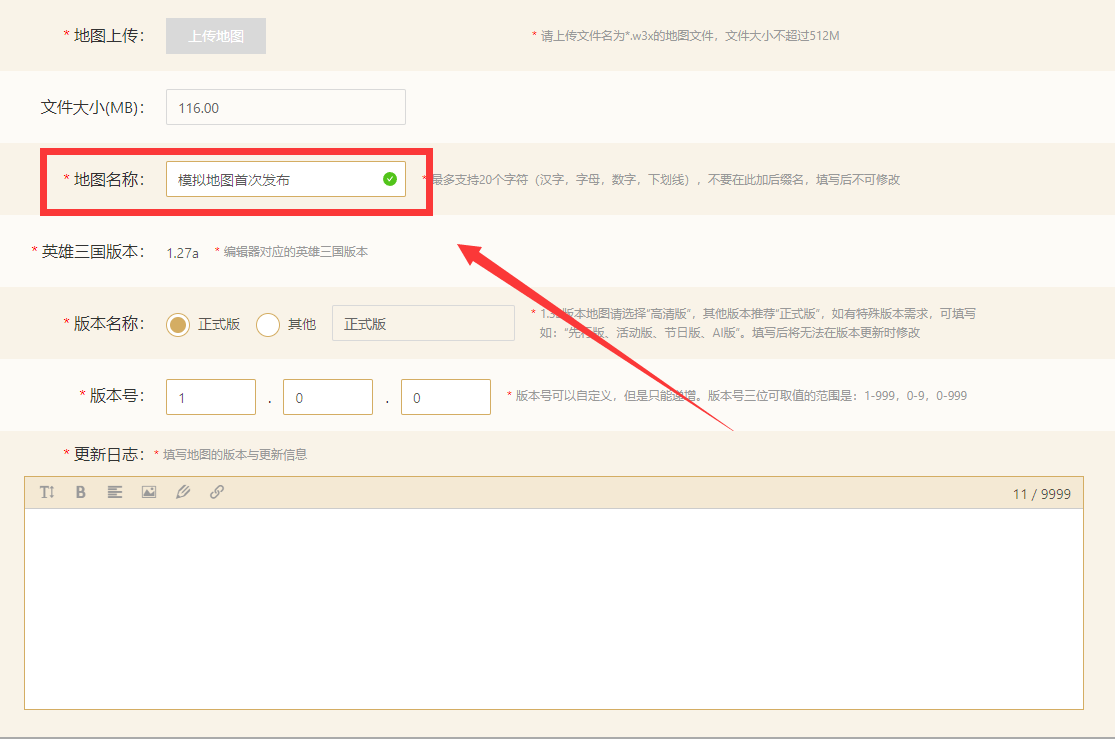 * 地图上传： 上传地图 * 请上传文件名为*.w3x的地图文件，文件大小不超过512M
文件大小(MB)： 116.00
* 地图名称： 模拟地图首次发布 * 最多支持20个字符（汉字，字母，数字，下划线），不要在此加后缀名，填写后不可修改
* 英雄三国版本： 1.27a * 编辑器对应的英雄三国版本
* 版本名称： 正式版 其他 正式版 * 1.32版本地图请选择“高清版”，其他版本推荐“正式版”，如有特殊版本需求，可填写
如：“先行版、活动版、节日版、AI版”。填写后将无法在版本更新时修改
* 版本号： 1 . 0 . 0 * 版本号可以自定义，但是只能递增。版本号三位可取值的范围是：1-999，0-9，0-999
* 更新日志： * 填写地图的版本与更新信息
T B 11 / 9999